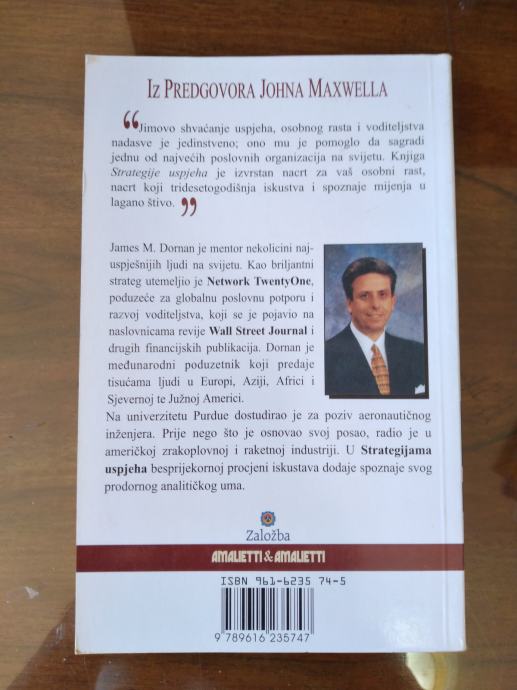 IZ PREDGOVORA JOHNA MAXWELLA
“Jimovo shvaćanje uspjeha, osobnog rasta i voditeljstva
nadasve je jedinstveno; ono mu je pomoglo da sagradi
jednu od najvećih poslovnih organizacija na svijetu. Knjiga
Strategije uspjeha je izvrstan nacrt za vaš osobni rast,
nacrt koji tridesetogodišnja iskustva i spoznaje mijenja u
lagano štivo. ”
James M. Dornan je mentor nekolicini naj-
uspješnijih ljudi na svijetu. Kao briljantni
strateg utemeljio je Network TwentyOne,
poduzeće za globalnu poslovnu potporu i
razvoj voditeljstva, koji se je pojavio na
naslovnicama revije Wall Street Journal i
drugih financijskih publikacija. Dornan je
međunarodni poduzetnik koji predaje
tisućama ljudi u Europi, Aziji, Africi i
Sjevernoj te Južnoj Americi.
Na univerzitetu Purdue dostudirao je za poziv aeronautičnog
inženjera. Prije nego što je osnovao svoj posao, radio je u
američkoj zrakoplovnoj i raketnoj industriji. U Strategijama
uspjeha besprijekornoj procjeni iskustava dodaje spoznaje svog
prodornog analitičkog uma.
Založba
AMALIETTI & AMALIETTI
ISBN 961-6235 74-5
9 789616 235747